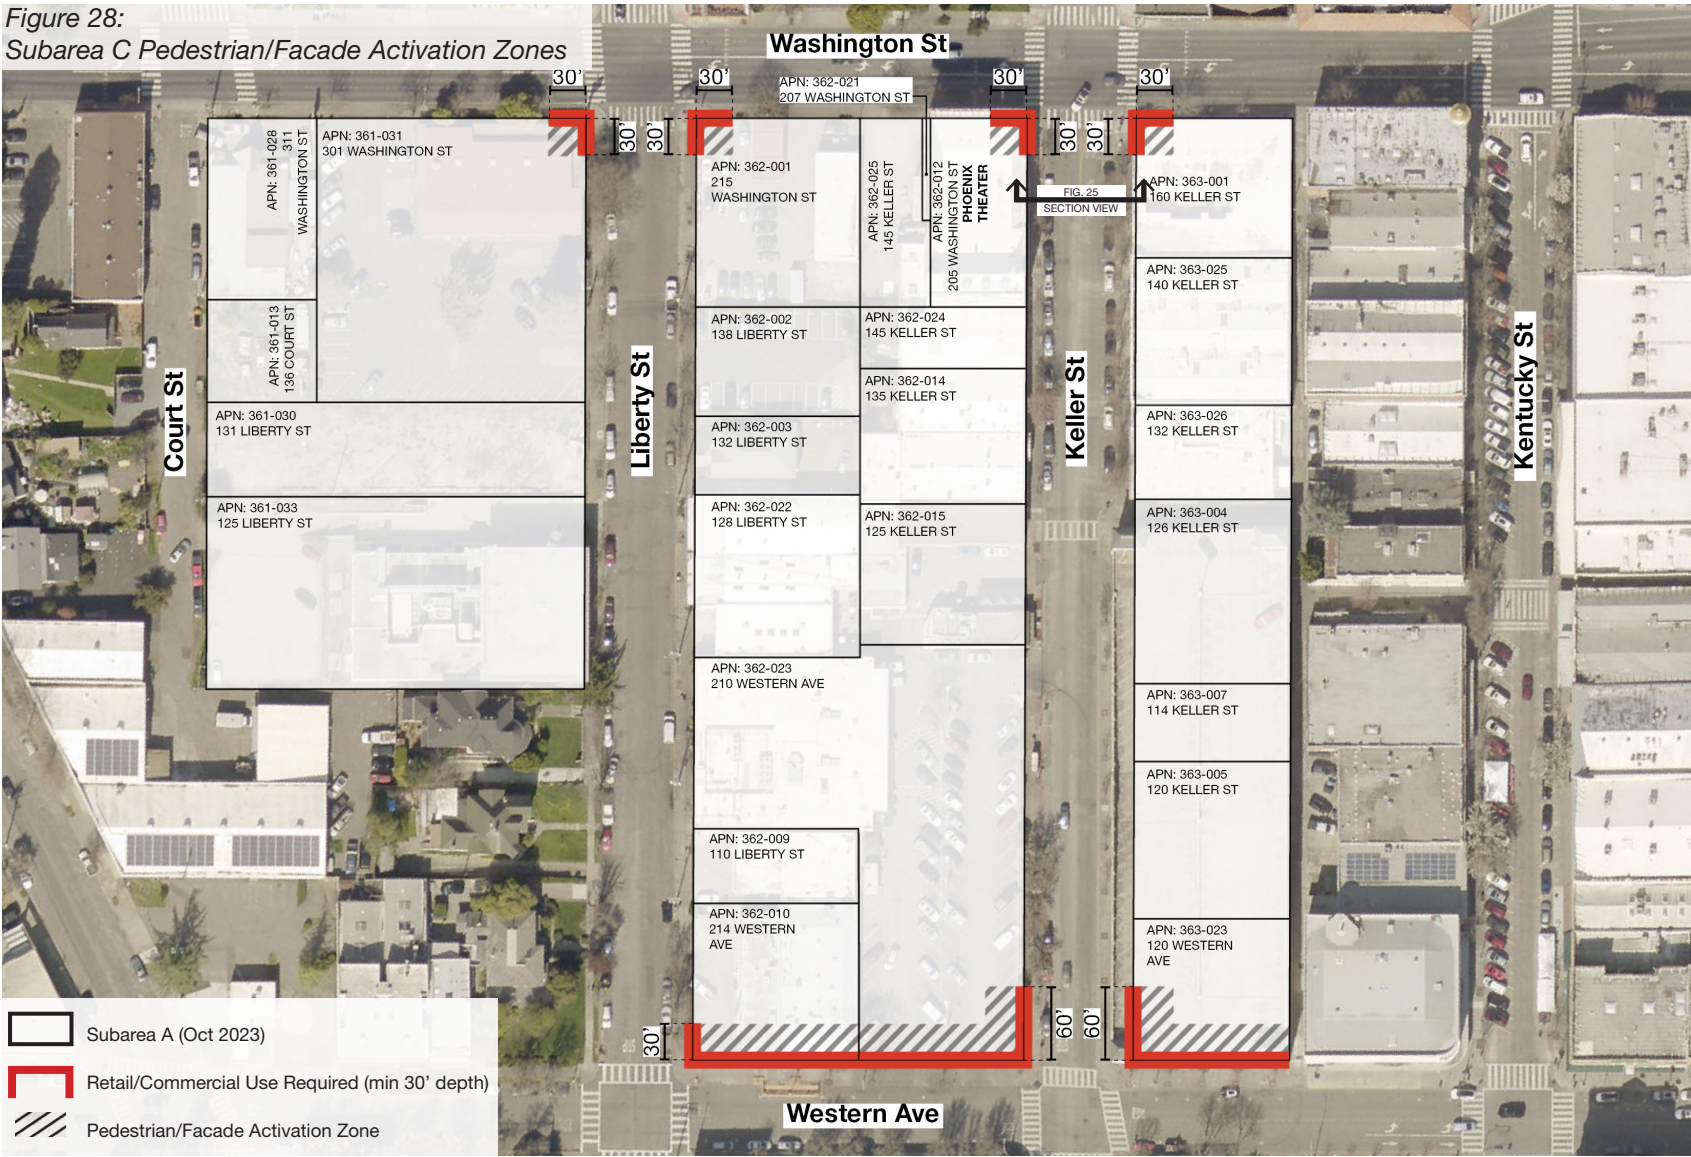 Figure 28:
Subarea C Pedestrian/Facade Activation Zones
Washington St
30’
30’
30’
30’
APN: 362-021
207 WASHINGTON ST
30’
30’
30’
30’
APN: 361-028
311
WASHINGTON ST
APN: 361-031
301 WASHINGTON ST
APN: 362-001
215
WASHINGTON ST
APN: 362-025
145 KELLER ST
APN: 362-012
205 WASHINGTON ST
PHOENIX
THEATER
FIG. 25
SECTION VIEW
APN: 363-001
160 KELLER ST
APN: 363-025
140 KELLER ST
APN: 361-013
136 COURT ST
APN: 362-002
138 LIBERTY ST
APN: 362-024
145 KELLER ST
APN: 362-014
135 KELLER ST
Court St
Liberty St
Keller St
Kentucky St
APN: 361-030
131 LIBERTY ST
APN: 362-003
132 LIBERTY ST
APN: 363-026
132 KELLER ST
APN: 361-033
125 LIBERTY ST
APN: 362-022
128 LIBERTY ST
APN: 362-015
125 KELLER ST
APN: 363-004
126 KELLER ST
APN: 362-023
210 WESTERN AVE
APN: 363-007
114 KELLER ST
APN: 363-005
120 KELLER ST
APN: 362-009
110 LIBERTY ST
APN: 362-010
214 WESTERN
AVE
APN: 363-023
120 WESTERN
AVE
30’
60’
60’
Subarea A (Oct 2023)
Retail/Commercial Use Required (min 30’ depth)
Pedestrian/Facade Activation Zone
Western Ave